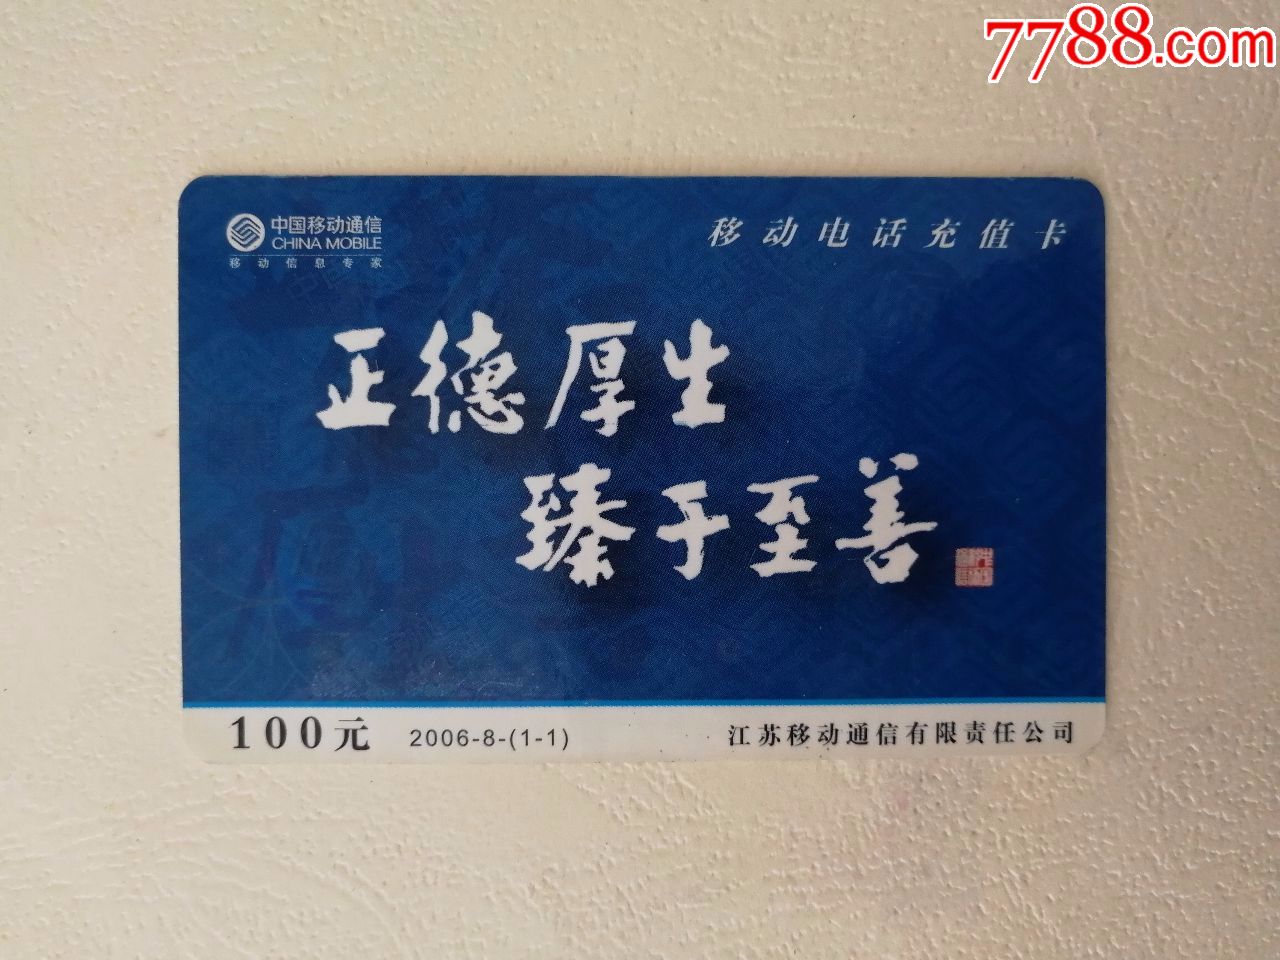 7788.com
中国移动通信
CHINA MOBILE
移动信息专家
移动电话充值卡
正德厚生
臻于至善
100元 2006-8-(1-1)
江苏移动通信有限责任公司